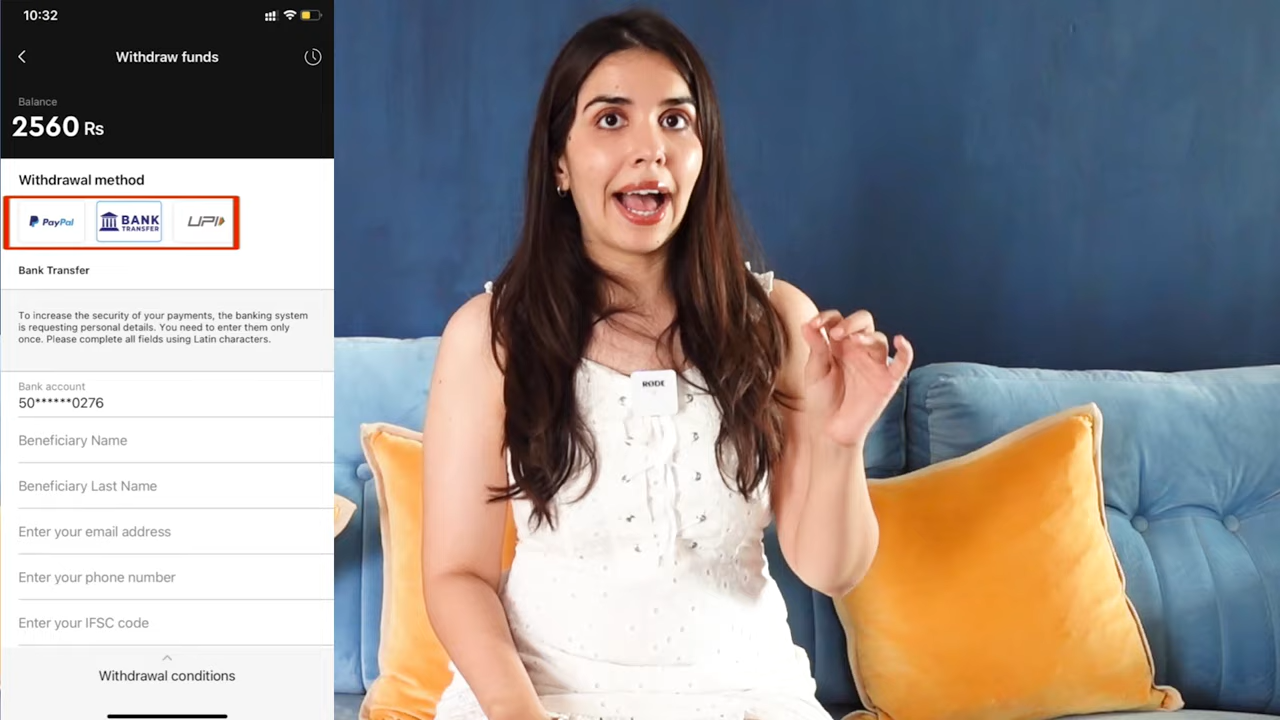 10:32
Withdraw funds
Balance
2560 Rs
Withdrawal method
PayPal
BANK
TRANSFER
UPI
Bank Transfer
To increase the security of your payments, the banking system
is requesting personal details. You need to enter them only
once. Please complete all fields using Latin characters.
Bank account
50******0276
Beneficiary Name
Beneficiary Last Name
Enter your email address
Enter your phone number
Enter your IFSC code
Withdrawal conditions
RØDE